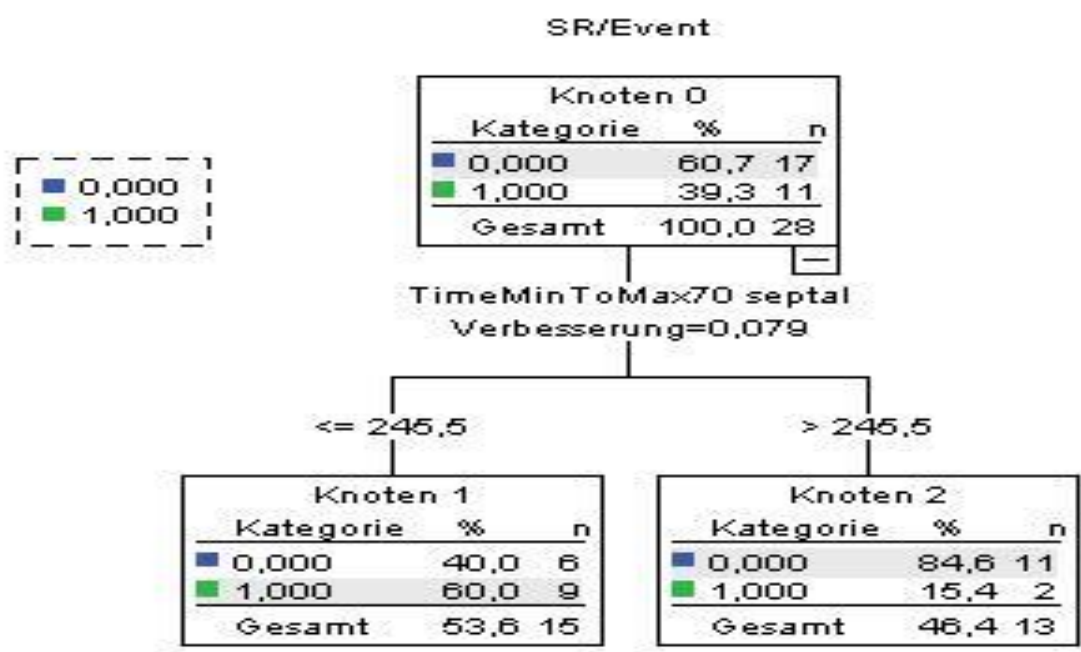 SR/Event
0,000
1,000
Knoten 0
Kategorie % n
0,000 60,7 17
1,000 39,3 11
Gesamt 100,0 28
TimeMinToMax70 septal
Verbesserung=0,079
<= 245,5
> 245,5
Knoten 1
Kategorie % n
0,000 40,0 6
1,000 60,0 9
Gesamt 53,6 15
Knoten 2
Kategorie % n
0,000 84,6 11
1,000 15,4 2
Gesamt 46,4 13